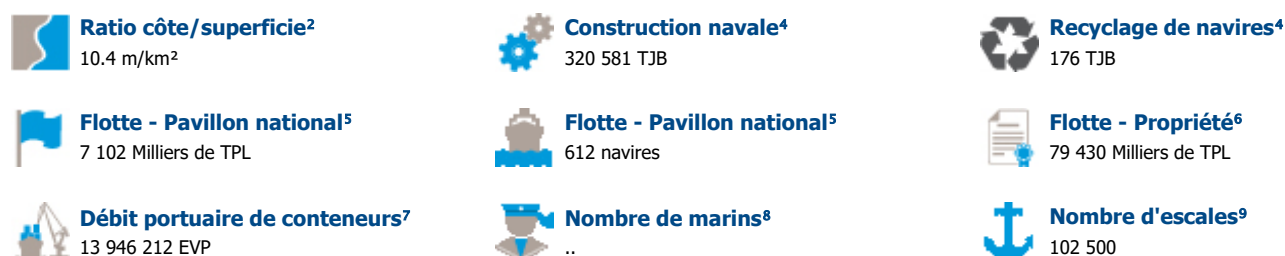 Ratio côte/superficie²
10.4 m/km²
Construction navale⁴
320 581 TJB
Recyclage de navires⁴
176 TJB
Flotte - Pavillon national⁵
7 102 Milliers de TPL
Flotte - Pavillon national⁵
612 navires
Flotte - Propriété⁶
79 430 Milliers de TPL
Débit portuaire de conteneurs⁷
13 946 212 EVP
Nombre de marins⁸
..
Nombre d'escales⁹
102 500